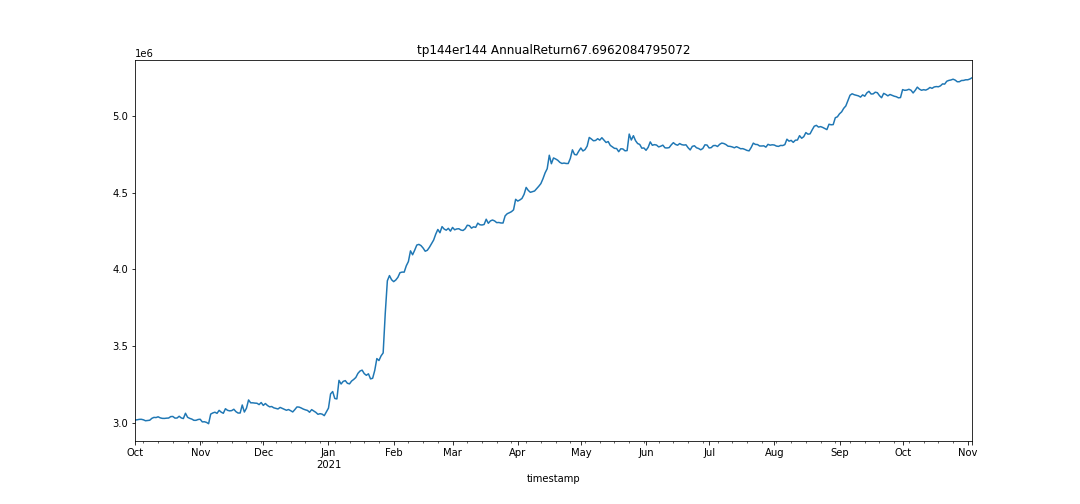 tp144er144 AnnualReturn67.6962084795072
1e6
5.0
4.5
4.0
3.5
3.0
Oct Nov Dec Jan Feb Mar Apr May Jun Jul Aug Sep Oct Nov
2021
timestamp